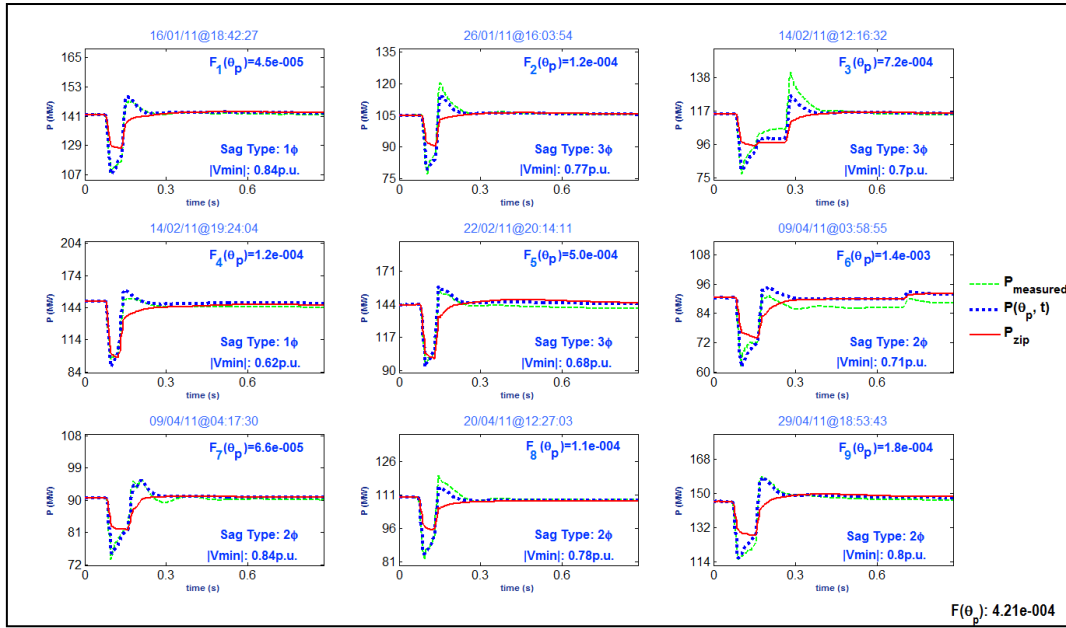 16/01/11@18:42:27
26/01/11@16:03:54
14/02/11@12:16:32
165
153
141
129
107
P (MW)
F1(θp)=4.5e-005
Sag Type: 1ϕ
|Vmin|: 0.84p.u.
0 0.3 0.6
time (s)
135
120
105
90
75
P (MW)
F2(θp)=1.2e-004
Sag Type: 3ϕ
|Vmin|: 0.77p.u.
0 0.3 0.6
time (s)
138
117
96
75
P (MW)
F3(θp)=7.2e-004
Sag Type: 3ϕ
|Vmin|: 0.7p.u.
0 0.3 0.6
time (s)
14/02/11@19:24:04
22/02/11@20:14:11
09/04/11@03:58:55
204
174
144
114
84
P (MW)
F4(θp)=1.2e-004
Sag Type: 1ϕ
|Vmin|: 0.62p.u.
0 0.3 0.6
time (s)
171
144
117
90
P (MW)
F5(θp)=5.0e-004
Sag Type: 3ϕ
|Vmin|: 0.68p.u.
0 0.3 0.6
time (s)
108
96
84
72
60
P (MW)
F6(θp)=1.4e-003
Sag Type: 2ϕ
|Vmin|: 0.71p.u.
0 0.3 0.6
time (s)
Pmeasured
P(θp, t)
Pzip
09/04/11@04:17:30
20/04/11@12:27:03
29/04/11@18:53:43
108
99
90
81
72
P (MW)
F7(θp)=6.6e-005
Sag Type: 2ϕ
|Vmin|: 0.84p.u.
0 0.3 0.6
time (s)
126
111
96
81
P (MW)
F8(θp)=1.1e-004
Sag Type: 2ϕ
|Vmin|: 0.78p.u.
0 0.3 0.6
time (s)
168
150
132
114
P (MW)
F9(θp)=1.8e-004
Sag Type: 2ϕ
|Vmin|: 0.8p.u.
0 0.3 0.6
time (s)
F(θp): 4.21e-004